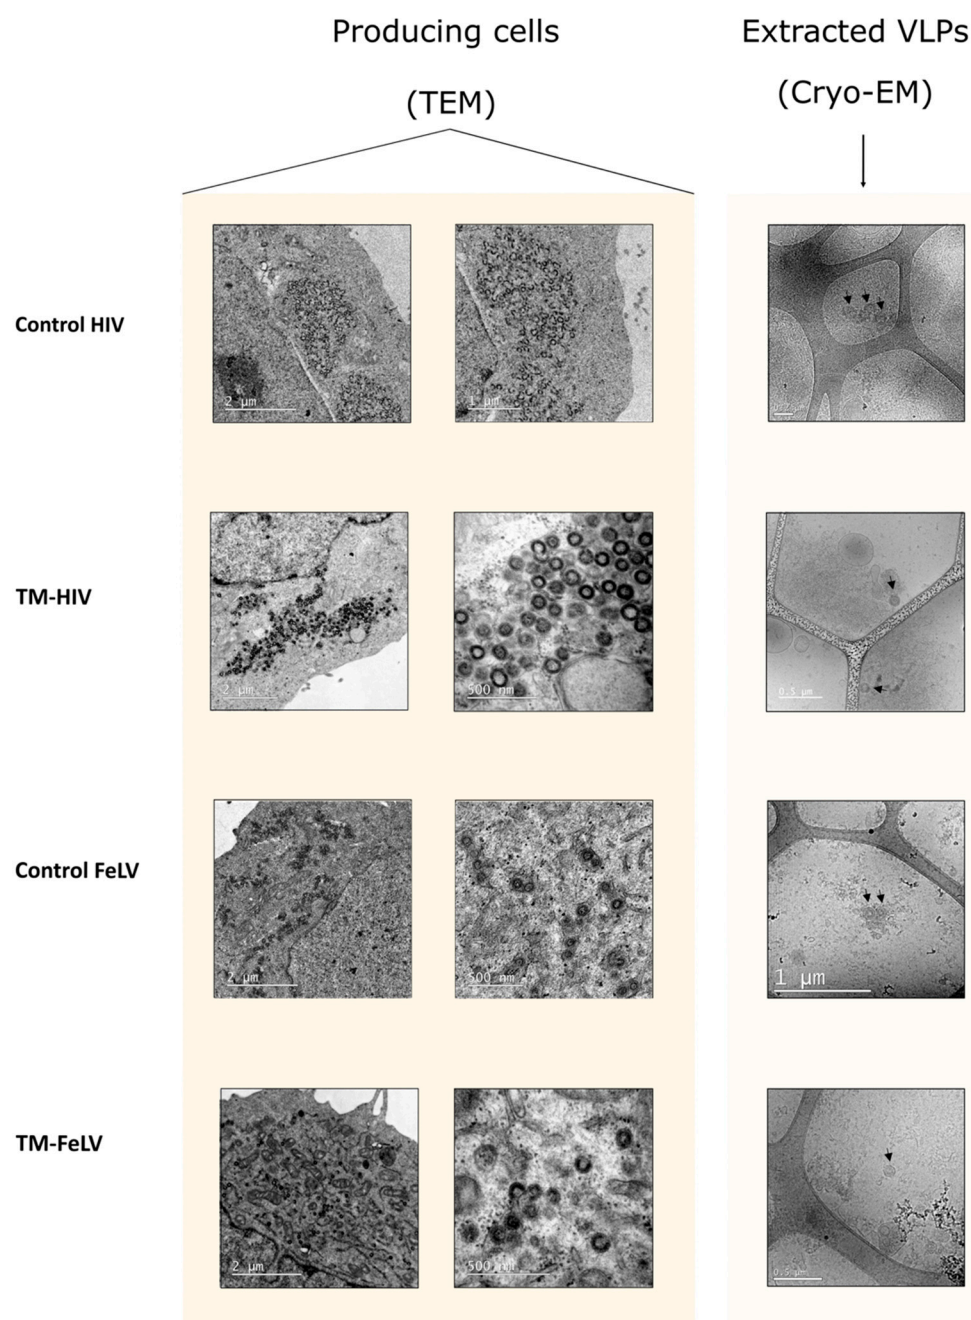 Producing cells
(TEM)
Extracted VLPs
(Cryo-EM)
Control HIV
2 μm
1 μm
TM-HIV
2 μm
500 nm
0.5 μm
Control FeLV
2 μm
500 nm
1 μm
TM-FeLV
2 μm
500 nm
0.5 μm